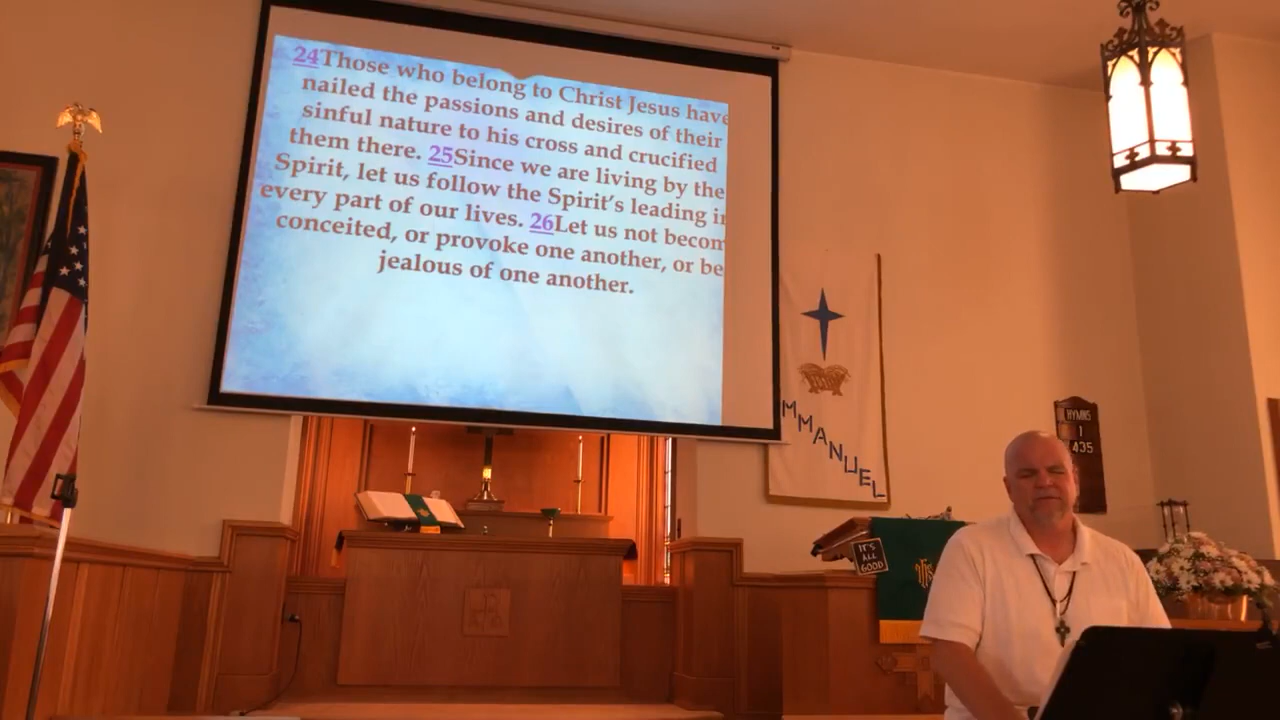 24Those who belong to Christ Jesus have
nailed the passions and desires of their
sinful nature to his cross and crucified
them there. 25Since we are living by the
Spirit, let us follow the Spirit's leading in
every part of our lives. 26Let us not becom
conceited, or provoke one another, or be
jealous of one another.
MMANUEL
HYMNS
1
435
IT'S
ALL
GOOD
IHS